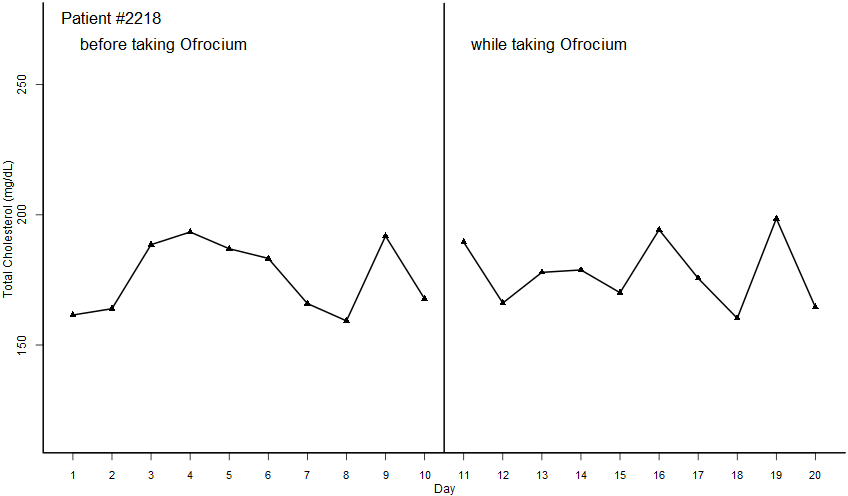 Patient #2218
before taking Ofrocium
while taking Ofrocium
250
200
150
Total Cholesterol (mg/dL)
1 2 3 4 5 6 7 8 9 10 11 12 13 14 15 16 17 18 19 20
Day